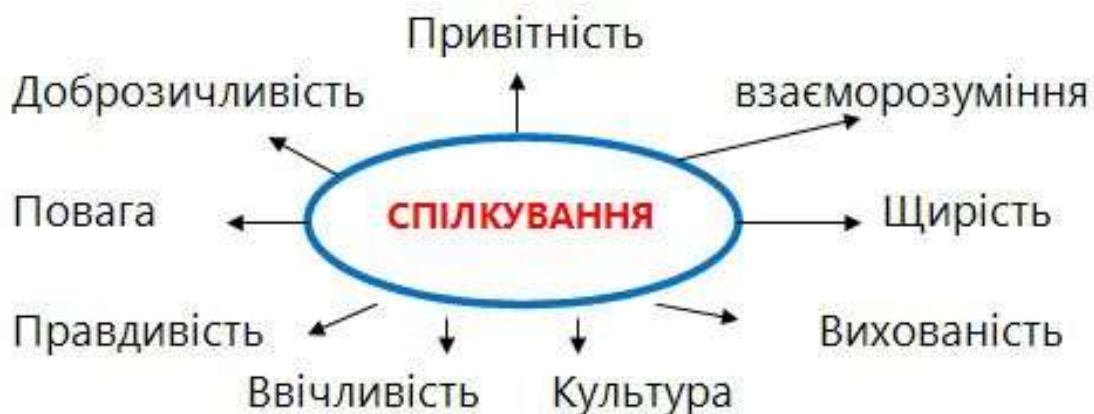 Привітність
Доброзичливість
взаєморозуміння
Повага
СПІЛКУВАННЯ
Щирість
Правдивість
Вихованість
Ввічливість
Культура